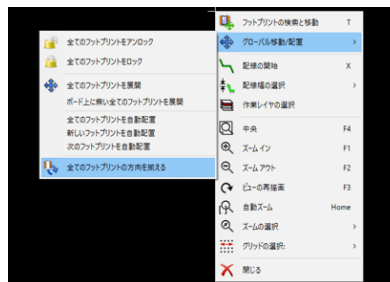 全てのフットプリントをアンロック
全てのフットプリントをロック
全てのフットプリントを展開
ボード上に無い全てのフットプリントを展開
全てのフットプリントを自動配置
新しいフットプリントを自動配置
次のフットプリントを自動配置
全てのフットプリントの方向を揃える
フットプリントの検索と移動 T
グローバル移動/配置
配線の開始 X
配線幅の選択
作業レイヤの選択
中央 F4
ズームイン F1
ズームアウト F2
ビューの再描画 F3
自動ズーム Home
ズームの選択
グリッドの選択:
閉じる